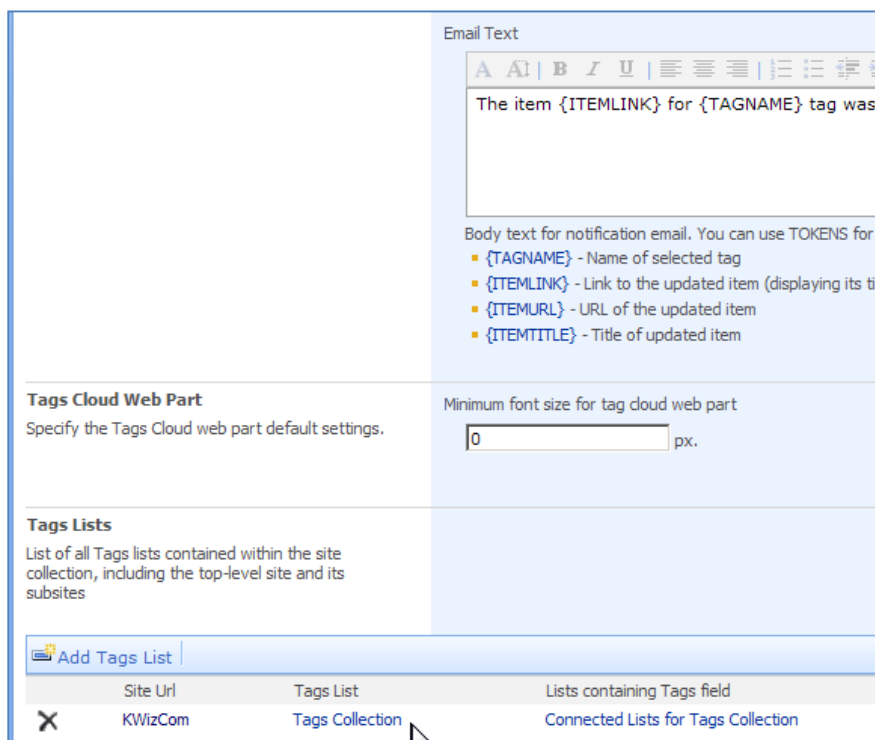 Email Text
A A B I U
The item {ITEMLINK} for {TAGNAME} tag was
Body text for notification email. You can use TOKENS for
{TAGNAME} - Name of selected tag
{ITEMLINK} - Link to the updated item (displaying its ti
{ITEMURL} - URL of the updated item
{ITEMTITLE} - Title of updated item
Tags Cloud Web Part
Specify the Tags Cloud web part default settings.
Minimum font size for tag cloud web part
0 px.
Tags Lists
List of all Tags lists contained within the site
collection, including the top-level site and its
subsites
Add Tags List
Site Url Tags List Lists containing Tags field
KWizCom Tags Collection Connected Lists for Tags Collection